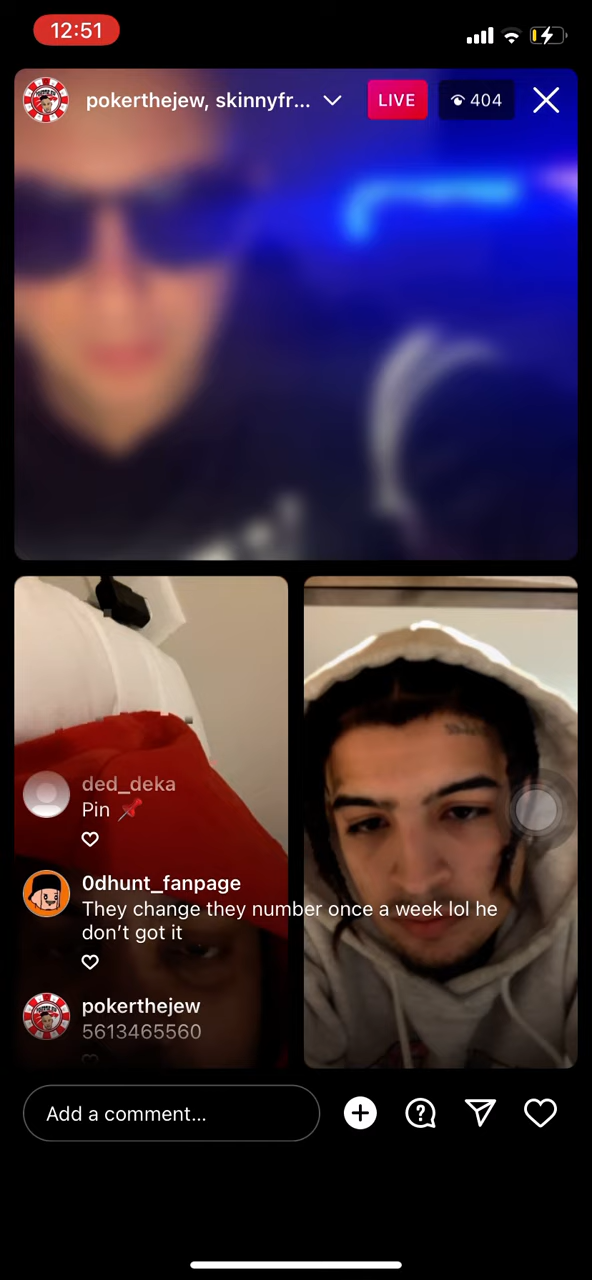 12:51
pokerthejew, skinnyfr...
LIVE
404
ded_deka
Pin 📌
0dhunt_fanpage
They change they number once a week lol he
don't got it
pokerthejew
5613465560
Add a comment...